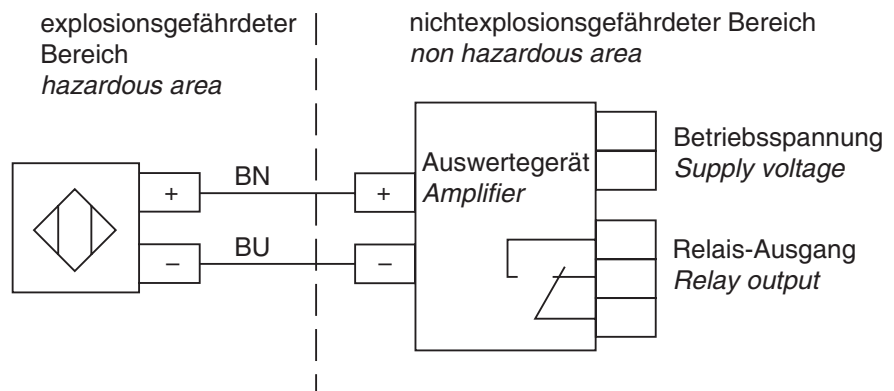 explosionsgefährdeter
Bereich
hazardous area
nichtexplosionsgefährdeter Bereich
non hazardous area
+
BN
+
–
BU
–
Auswertegerät
Amplifier
Betriebsspannung
Supply voltage
Relais-Ausgang
Relay output